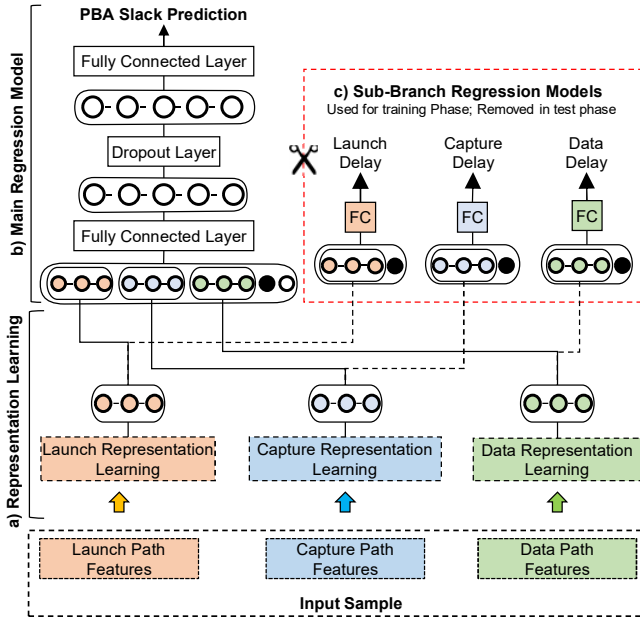 PBA Slack Prediction
Fully Connected Layer
Dropout Layer
Fully Connected Layer
b) Main Regression Model
c) Sub-Branch Regression Models
Used for training Phase; Removed in test phase
Launch
Delay
Capture
Delay
Data
Delay
FC
FC
FC
a) Representation Learning
Launch Representation
Learning
Capture Representation
Learning
Data Representation
Learning
Launch Path
Features
Capture Path
Features
Data Path
Features
Input Sample